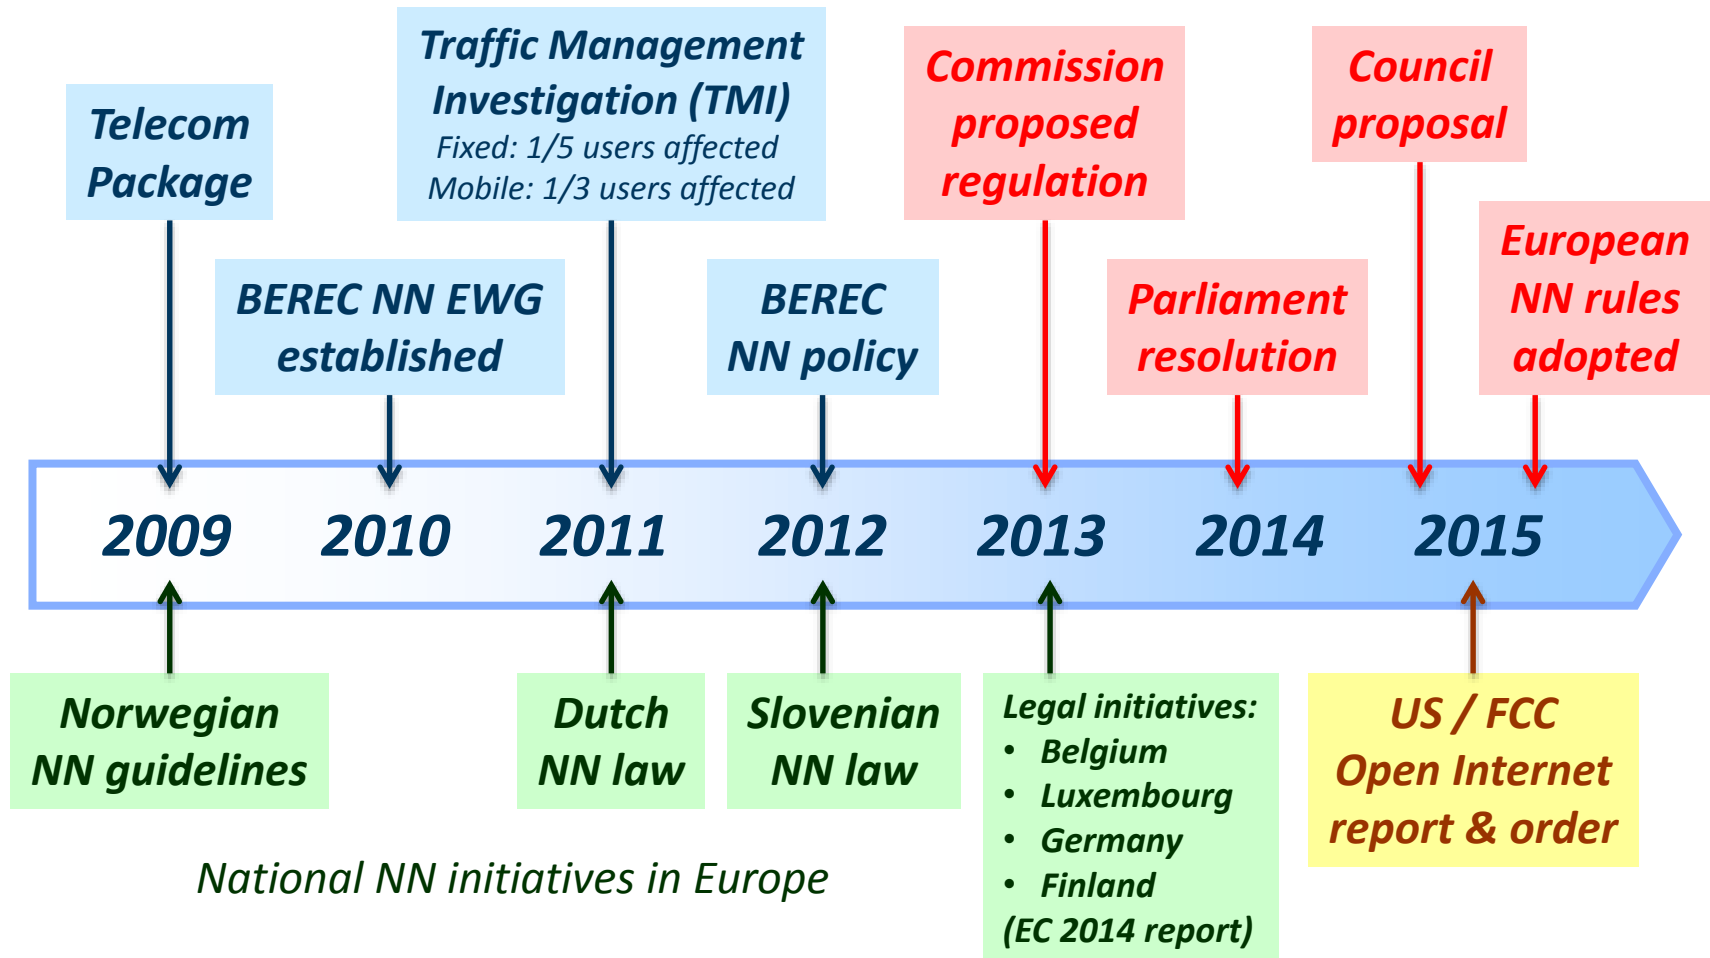 Telecom
Package
BEREC NN EWG
established
Traffic Management
Investigation (TMI)
Fixed: 1/5 users affected
Mobile: 1/3 users affected
BEREC
NN policy
Commission
proposed
regulation
Parliament
resolution
Council
proposal
European
NN rules
adopted
2009
2010
2011
2012
2013
2014
2015
Norwegian
NN guidelines
Dutch
NN law
Slovenian
NN law
Legal initiatives:
• Belgium
• Luxembourg
• Germany
• Finland
(EC 2014 report)
US / FCC
Open Internet
report & order
National NN initiatives in Europe